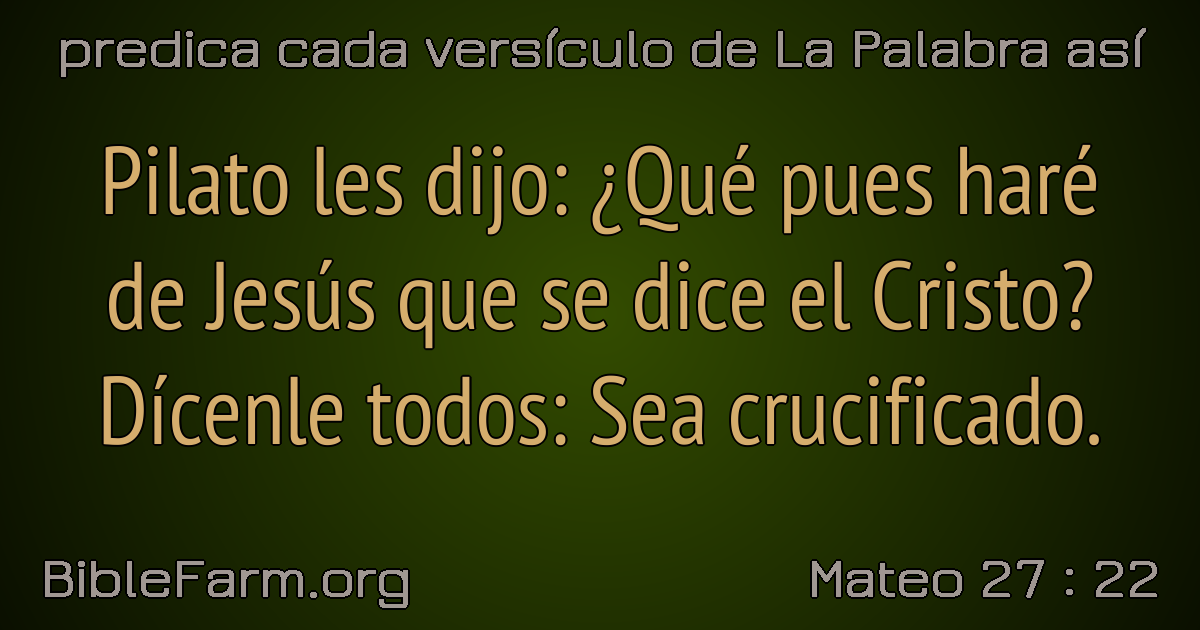 predica cada versículo de La Palabra así
Pilato les dijo: ¿Qué pues haré
de Jesús que se dice el Cristo?
Dícenle todos: Sea crucificado.
BibleFarm.org
Mateo 27 : 22